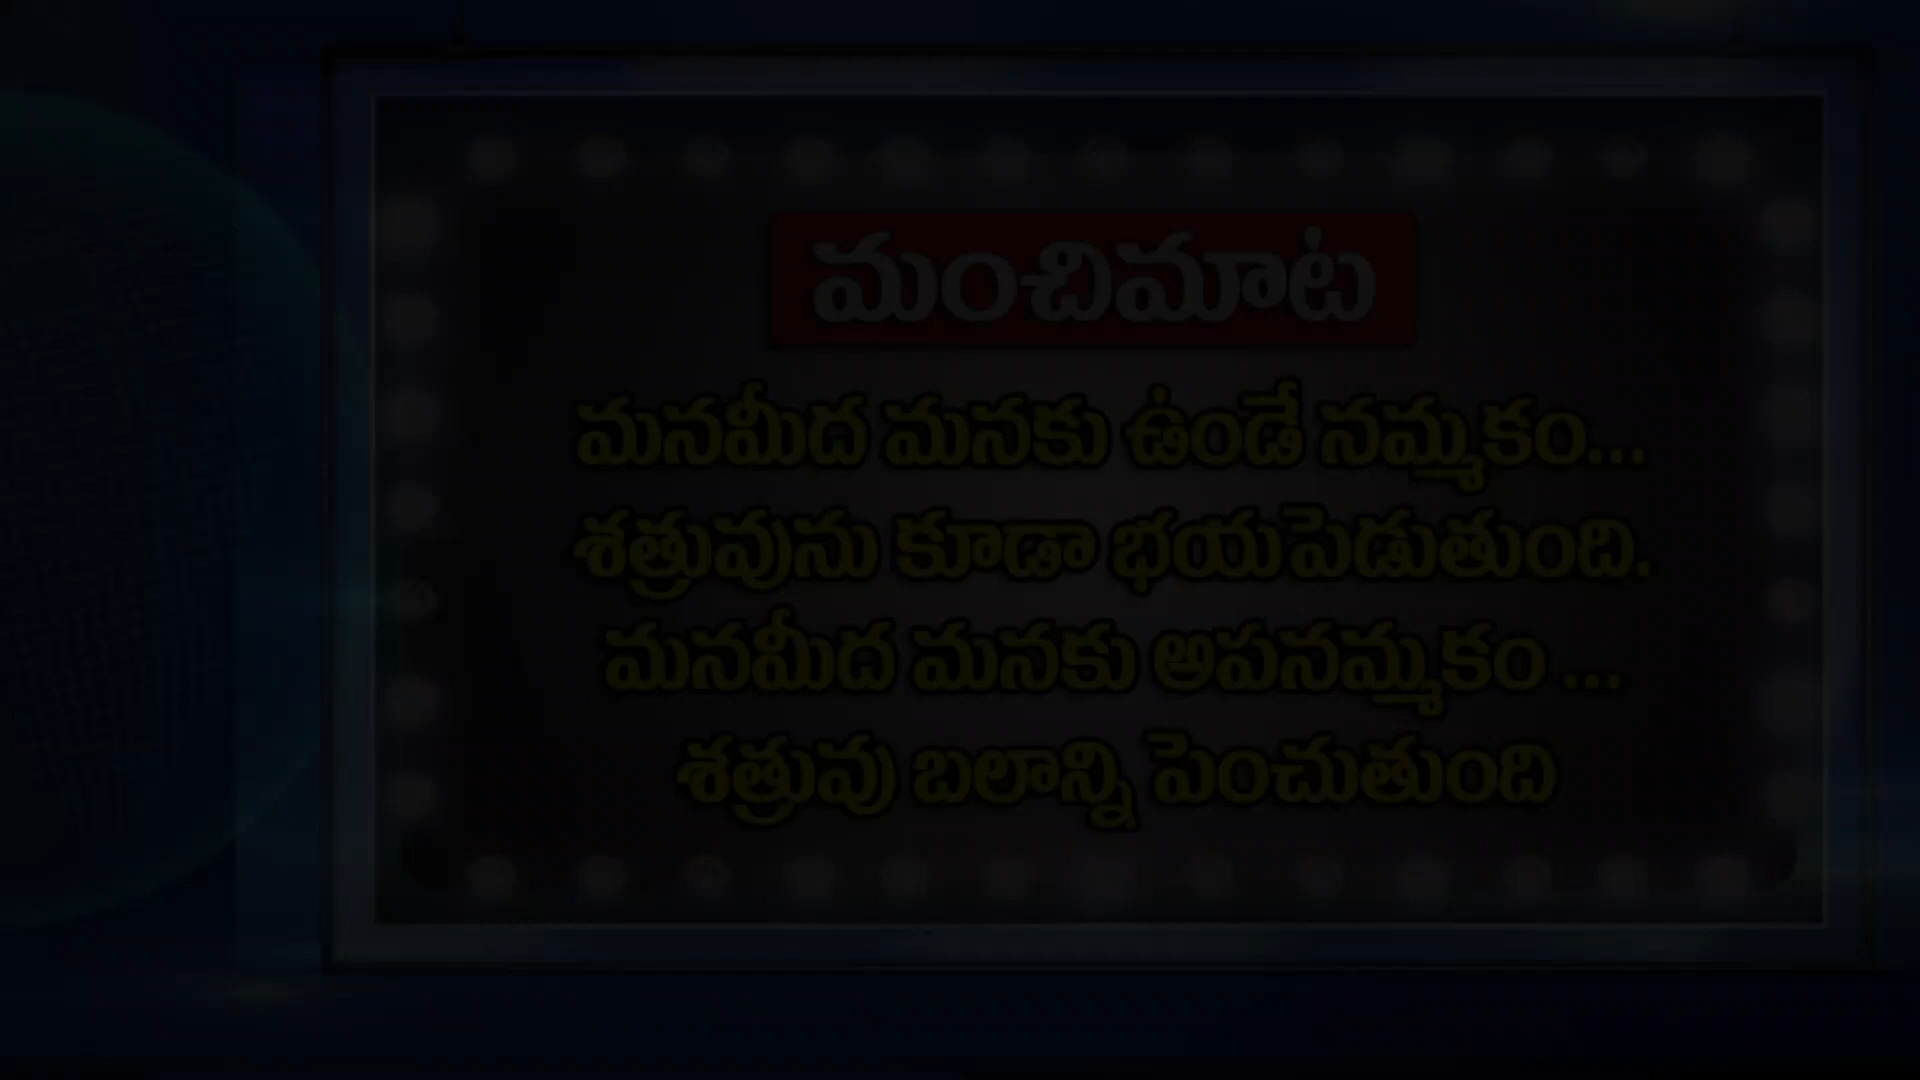 మంచిమాట
మనమీద మనకు ఉండే నమ్మకం...
శత్రువును కూడా భయపెడుతుంది.
మనమీద మనకు అపనమ్మకం ...
శత్రువు బలాన్ని పెంచుతుంది